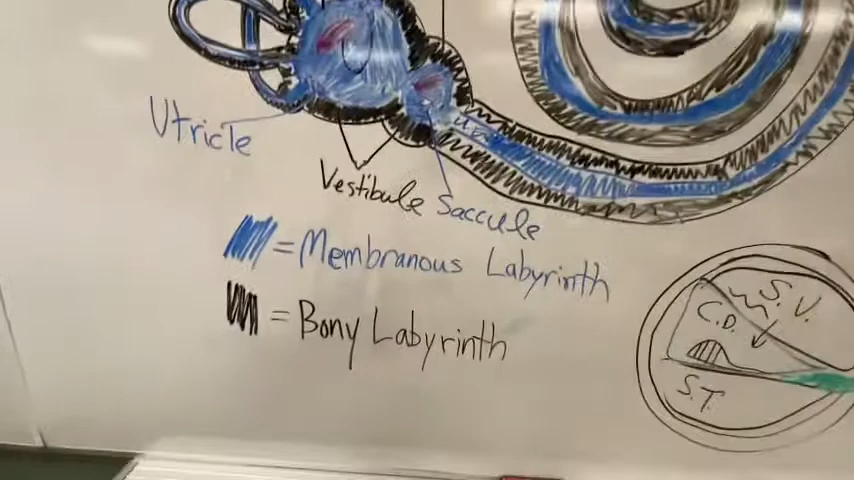 Utricle
Vestibule
Saccule
= Membranous Labyrinth
= Bony Labyrinth
S.V.
C.D.
S.T.